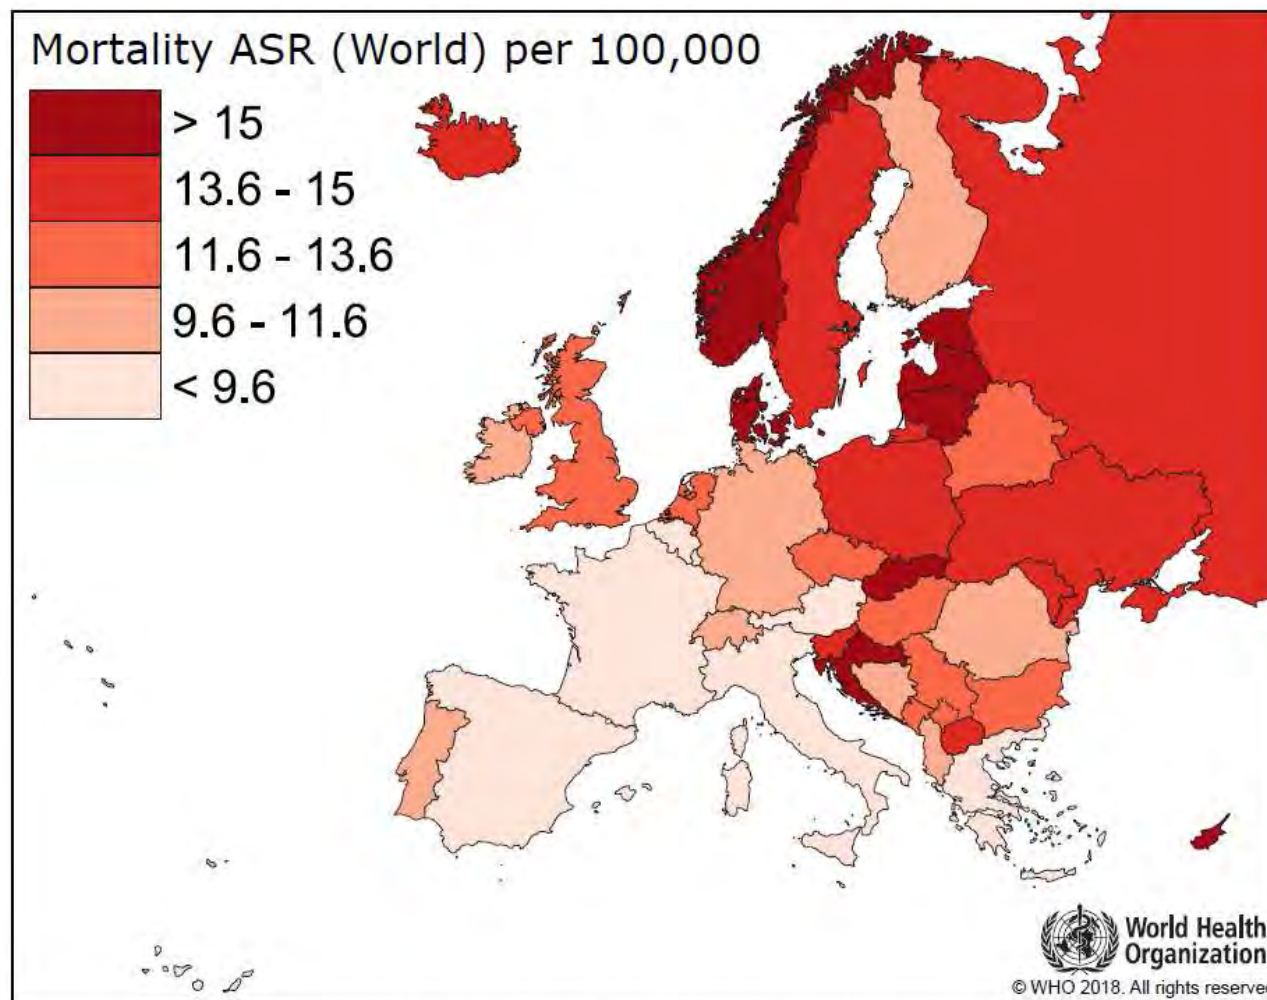 Mortality ASR (World) per 100,000
> 15
13.6 - 15
11.6 - 13.6
9.6 - 11.6
< 9.6
World Health
Organization
© WHO 2018. All rights reserved